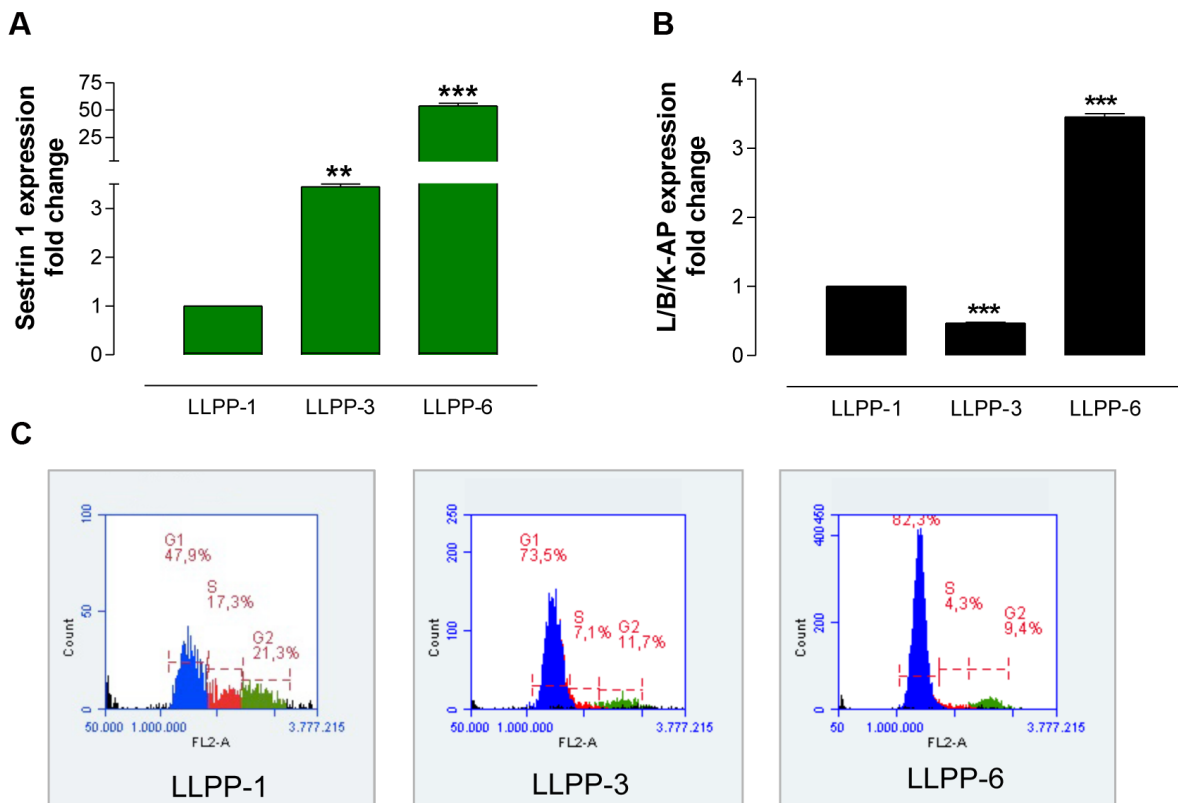 A
Sestrin 1 expression
fold change
75
50
25
3
2
1
0
**
***
LLPP-1 LLPP-3 LLPP-6
B
L/B/K-AP expression
fold change
4
3
2
1
0
***
***
LLPP-1 LLPP-3 LLPP-6
C
100
50
0
Count
G1
47,9%
S
17,3%
G2
21,3%
50.000 1.000.000 3.777.215
FL2-A
LLPP-1
250
200
100
0
Count
G1
73,5%
S
7,1%
G2
11,7%
50.000 1.000.000 3.777.215
FL2-A
LLPP-3
400 460
200
0
Count
82,3%
S
4,3%
G2
9,4%
50 1.000.000 3.777.215
FL2-A
LLPP-6